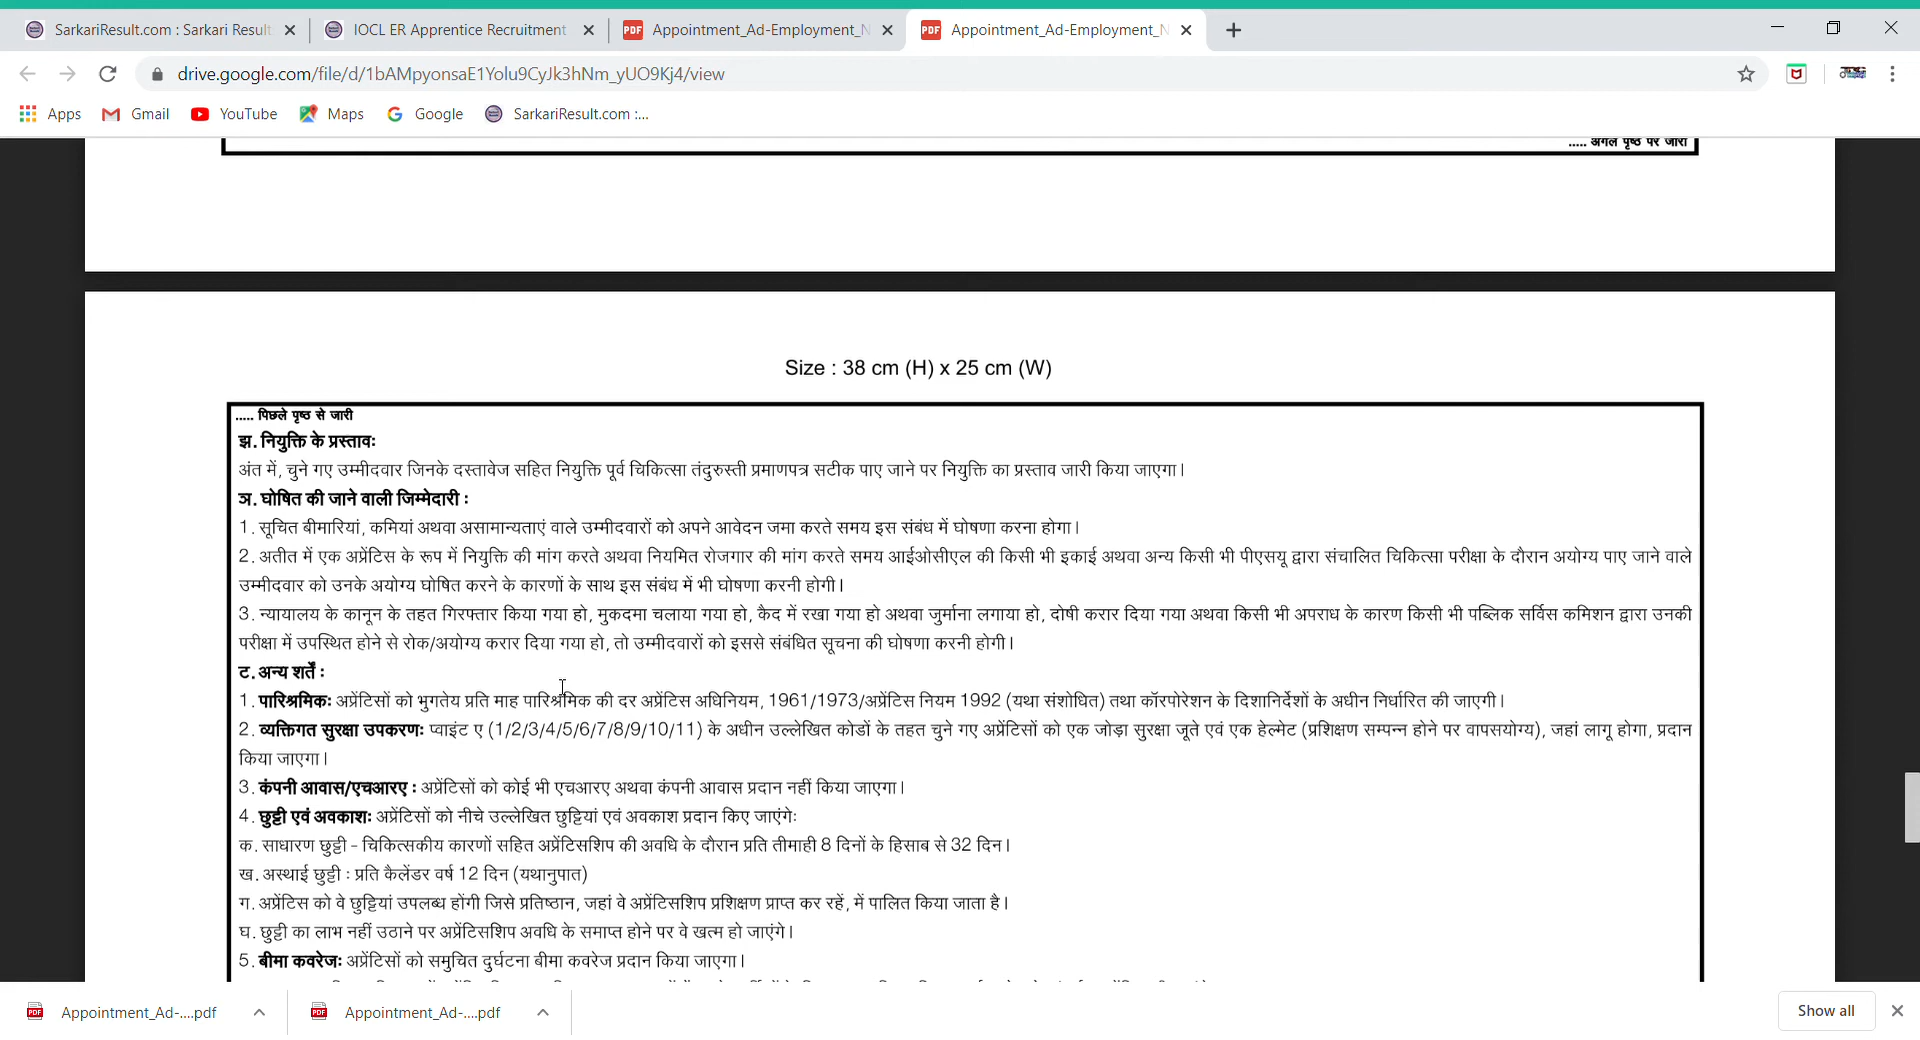 SarkariResult.com : Sarkari Result
IOCL ER Apprentice Recruitment
PDF Appointment_Ad-Employment_N
PDF Appointment_Ad-Employment_N
drive.google.com/file/d/1bAMpyonsaE1Yolu9CyJk3hNm_yUO9Kj4/view
Apps Gmail YouTube Maps Google SarkariResult.com :...
..... अगले पृष्ठ पर जारी
Size : 38 cm (H) x 25 cm (W)
..... पिछले पृष्ठ से जारी
झ. नियुक्ति के प्रस्तावः
अंत में, चुने गए उम्मीदवार जिनके दस्तावेज सहित नियुक्ति पूर्व चिकित्सा तंदुरुस्ती प्रमाणपत्र सटीक पाए जाने पर नियुक्ति का प्रस्ताव जारी किया जाएगा।
ञ. घोषित की जाने वाली जिम्मेदारी :
1. सूचित बीमारियां, कमियां अथवा असामान्यताएं वाले उम्मीदवारों को अपने आवेदन जमा करते समय इस संबंध में घोषणा करना होगा।
2. अतीत में एक अप्रेंटिस के रूप में नियुक्ति की मांग करते अथवा नियमित रोजगार की मांग करते समय आईओसीएल की किसी भी इकाई अथवा अन्य किसी भी पीएसयू द्वारा संचालित चिकित्सा परीक्षा के दौरान अयोग्य पाए जाने वाले
उम्मीदवार को उनके अयोग्य घोषित करने के कारणों के साथ इस संबंध में भी घोषणा करनी होगी।
3. न्यायालय के कानून के तहत गिरफ्तार किया गया हो, मुकदमा चलाया गया हो, कैद में रखा गया हो अथवा जुर्माना लगाया हो, दोषी करार दिया गया अथवा किसी भी अपराध के कारण किसी भी पब्लिक सर्विस कमिशन द्वारा उनकी
परीक्षा में उपस्थित होने से रोक/अयोग्य करार दिया गया हो, तो उम्मीदवारों को इससे संबंधित सूचना की घोषणा करनी होगी।
ट. अन्य शर्तें :
1. पारिश्रमिकः अप्रेंटिसों को भुगतेय प्रति माह पारिश्रमिक की दर अप्रेंटिस अधिनियम, 1961/1973/अप्रेंटिस नियम 1992 (यथा संशोधित) तथा कॉरपोरेशन के दिशानिर्देशों के अधीन निर्धारित की जाएगी।
2. व्यक्तिगत सुरक्षा उपकरणः प्वाइंट ए (1/2/3/4/5/6/7/8/9/10/11) के अधीन उल्लेखित कोडों के तहत चुने गए अप्रेंटिसों को एक जोड़ा सुरक्षा जूते एवं एक हेल्मेट (प्रशिक्षण सम्पन्न होने पर वापसयोग्य), जहां लागू होगा, प्रदान
किया जाएगा।
3. कंपनी आवास/एचआरए : अप्रेंटिसों को कोई भी एचआरए अथवा कंपनी आवास प्रदान नहीं किया जाएगा।
4. छुट्टी एवं अवकाशः अप्रेंटिसों को नीचे उल्लेखित छुट्टियां एवं अवकाश प्रदान किए जाएंगेः
क. साधारण छुट्टी - चिकित्सकीय कारणों सहित अप्रेंटिसशिप की अवधि के दौरान प्रति तीमाही 8 दिनों के हिसाब से 32 दिन।
ख. अस्थाई छुट्टी : प्रति कैलेंडर वर्ष 12 दिन (यथानुपात)
ग. अप्रेंटिस को वे छुट्टियां उपलब्ध होंगी जिसे प्रतिष्ठान, जहां वे अप्रेंटिसशिप प्रशिक्षण प्राप्त कर रहें, में पालित किया जाता है।
घ. छुट्टी का लाभ नहीं उठाने पर अप्रेंटिसशिप अवधि के समाप्त होने पर वे खत्म हो जाएंगे।
5. बीमा कवरेजः अप्रेंटिसों को समुचित दुर्घटना बीमा कवरेज प्रदान किया जाएगा।
Appointment_Ad-....pdf
Appointment_Ad-....pdf
Show all